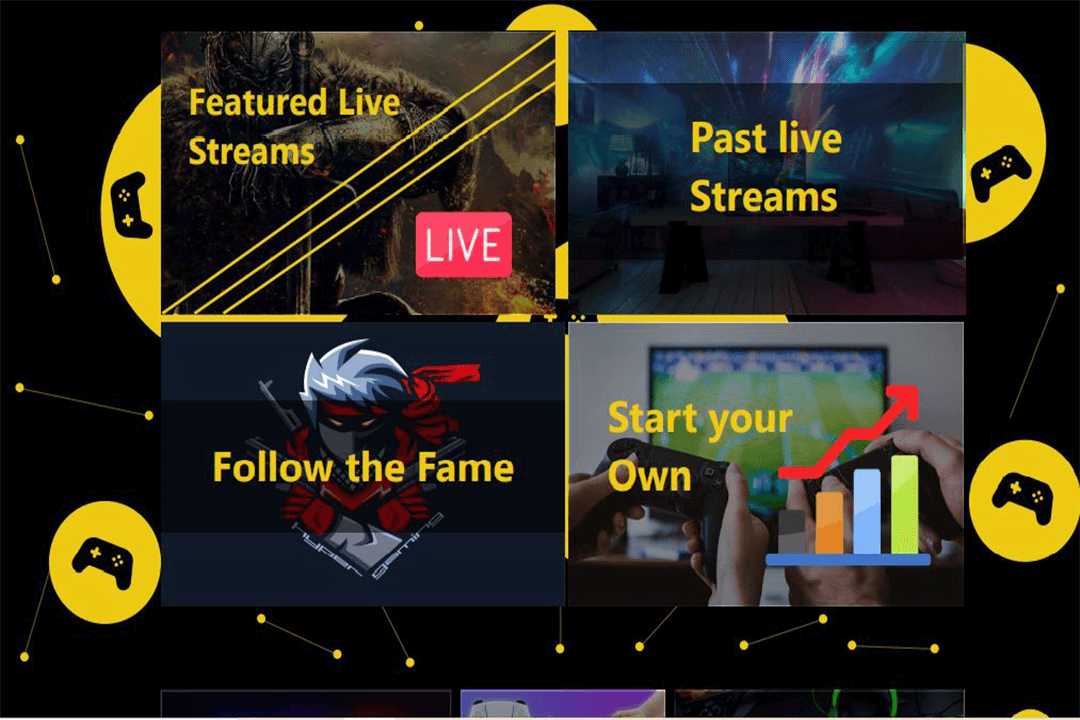 Featured Live
Streams
LIVE
Past live
Streams
Follow the Fame
hyper gaming
Start your
Own